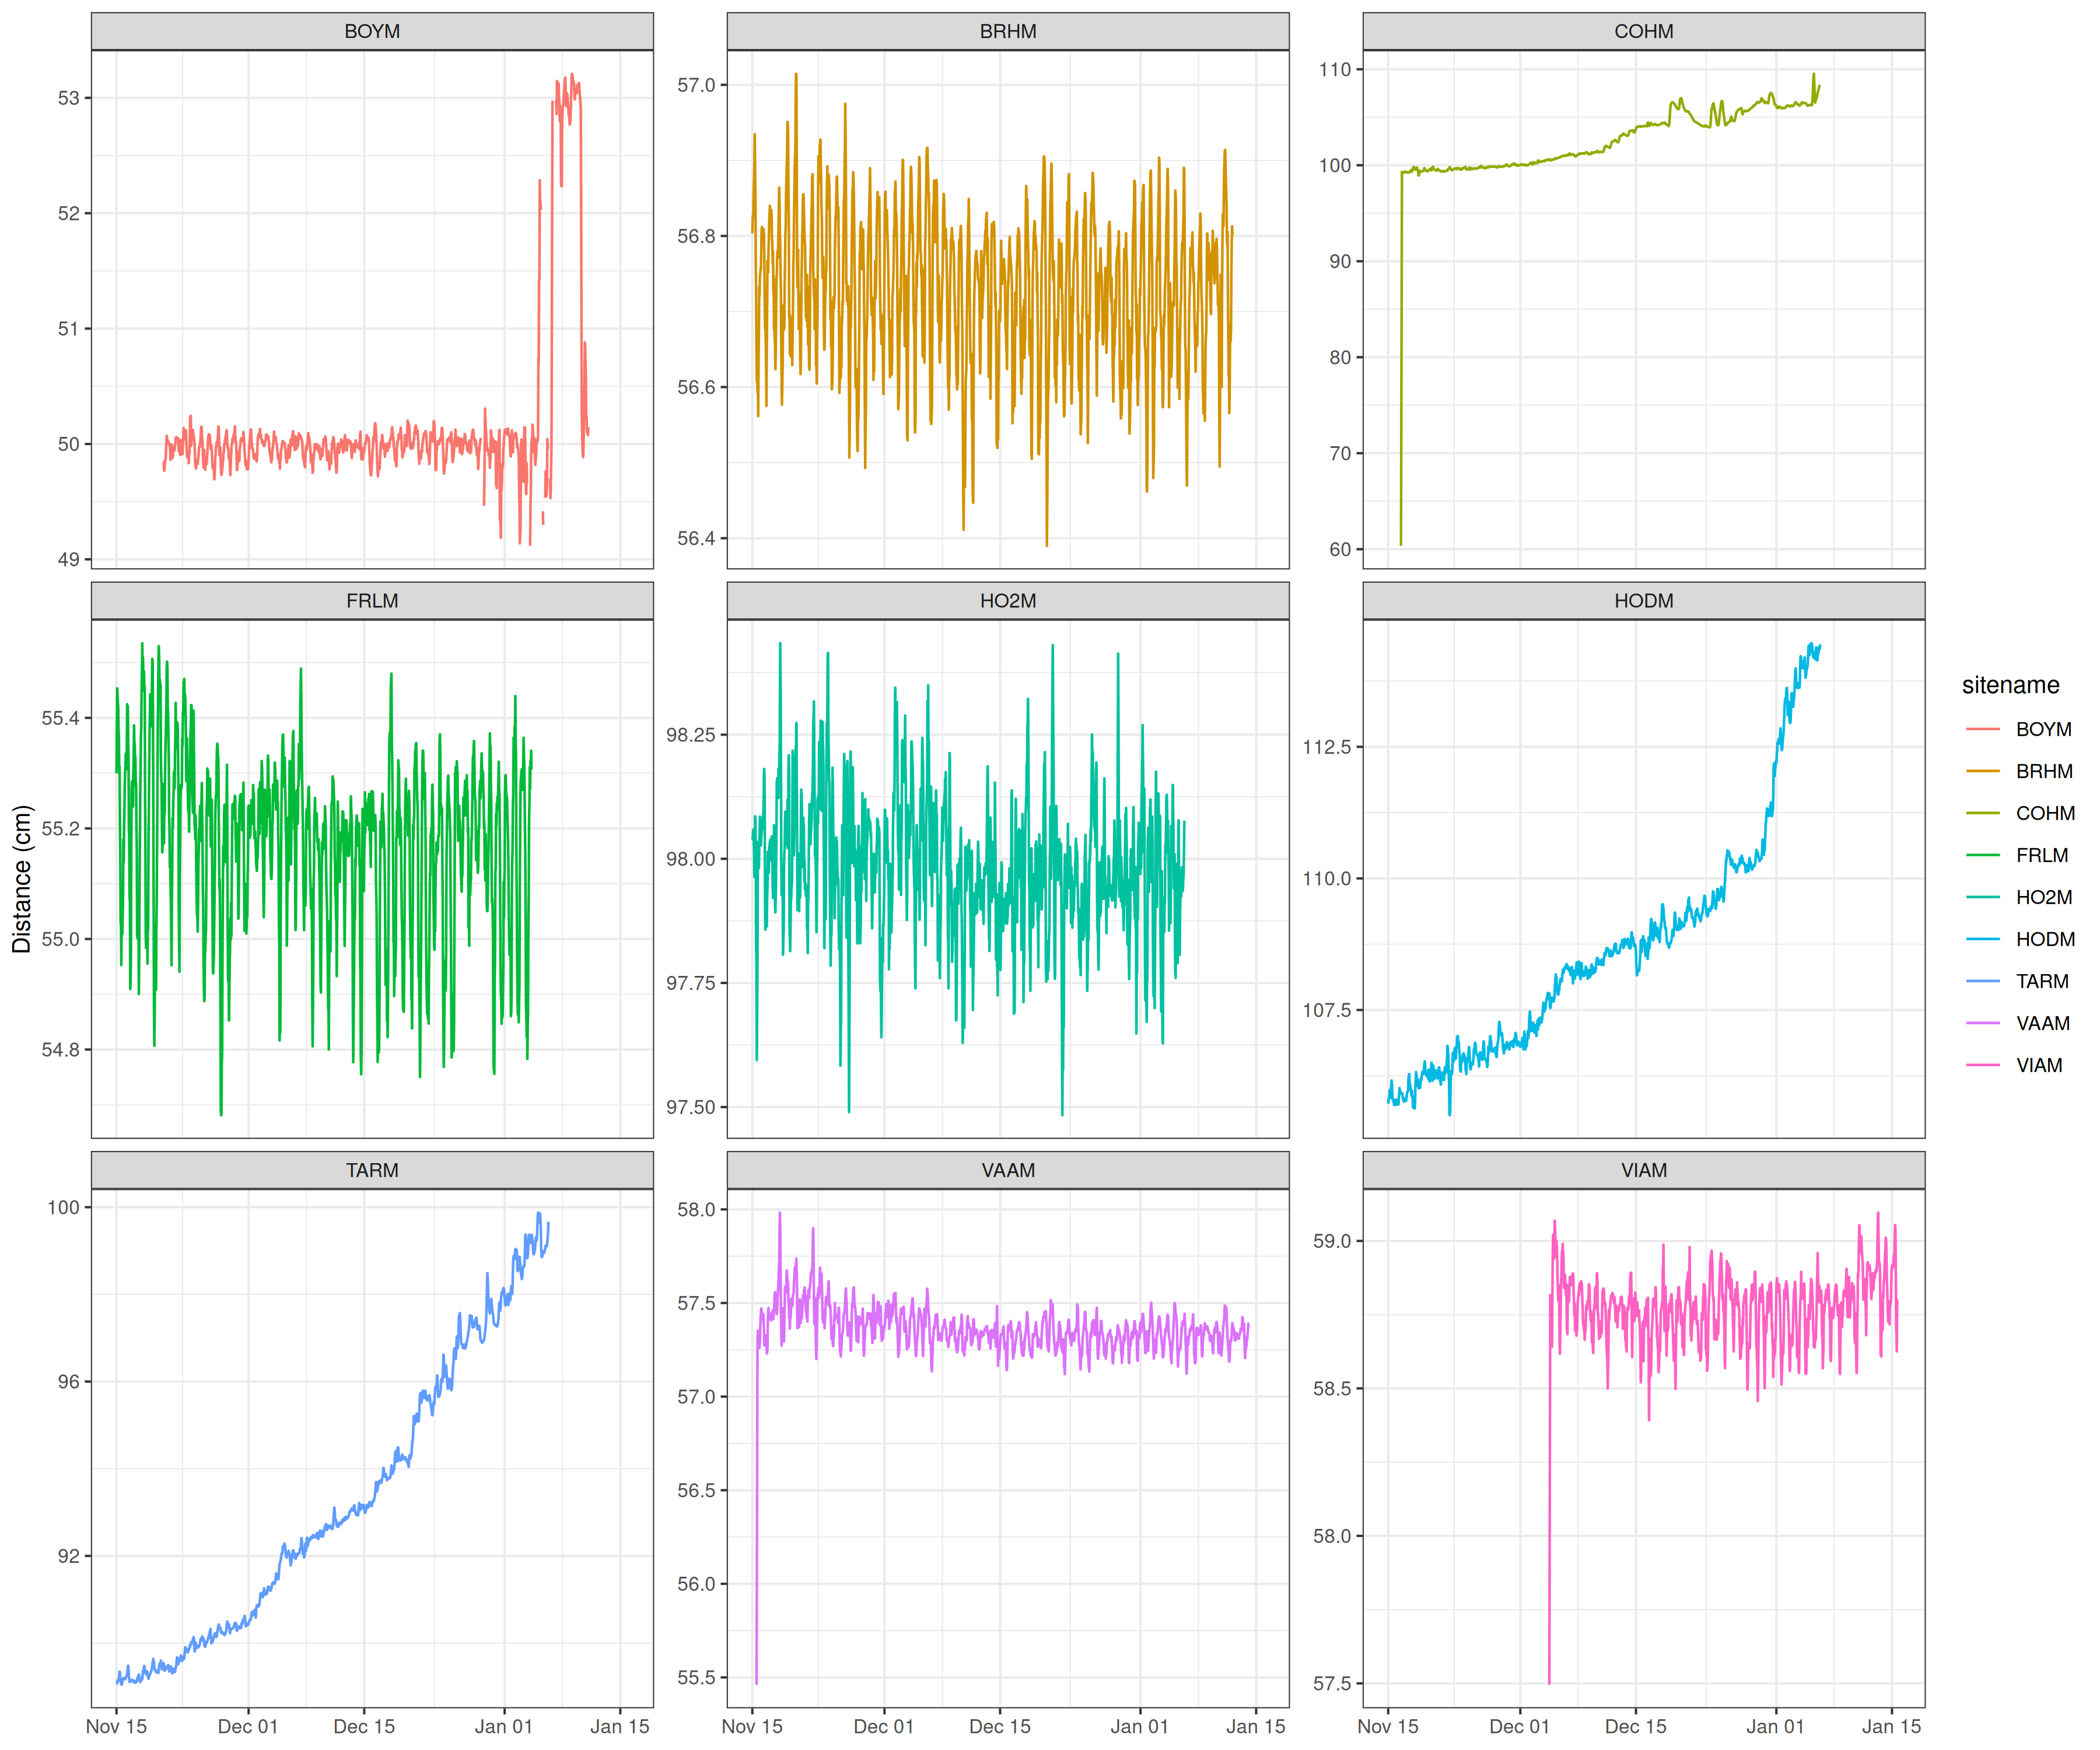 BOYM
BRHM
COHM
53
52
51
50
49
57.0
56.8
56.6
56.4
110
100
90
80
70
60
FRLM
HO2M
HODM
55.4
55.2
55.0
54.8
98.25
98.00
97.75
97.50
112.5
110.0
107.5
TARM
VAAM
VIAM
100
96
92
58.0
57.5
57.0
56.5
56.0
55.5
59.0
58.5
58.0
57.5
Nov 15 Dec 01 Dec 15 Jan 01 Jan 15
Nov 15 Dec 01 Dec 15 Jan 01 Jan 15
Nov 15 Dec 01 Dec 15 Jan 01 Jan 15
Distance (cm)
sitename
BOYM
BRHM
COHM
FRLM
HO2M
HODM
TARM
VAAM
VIAM